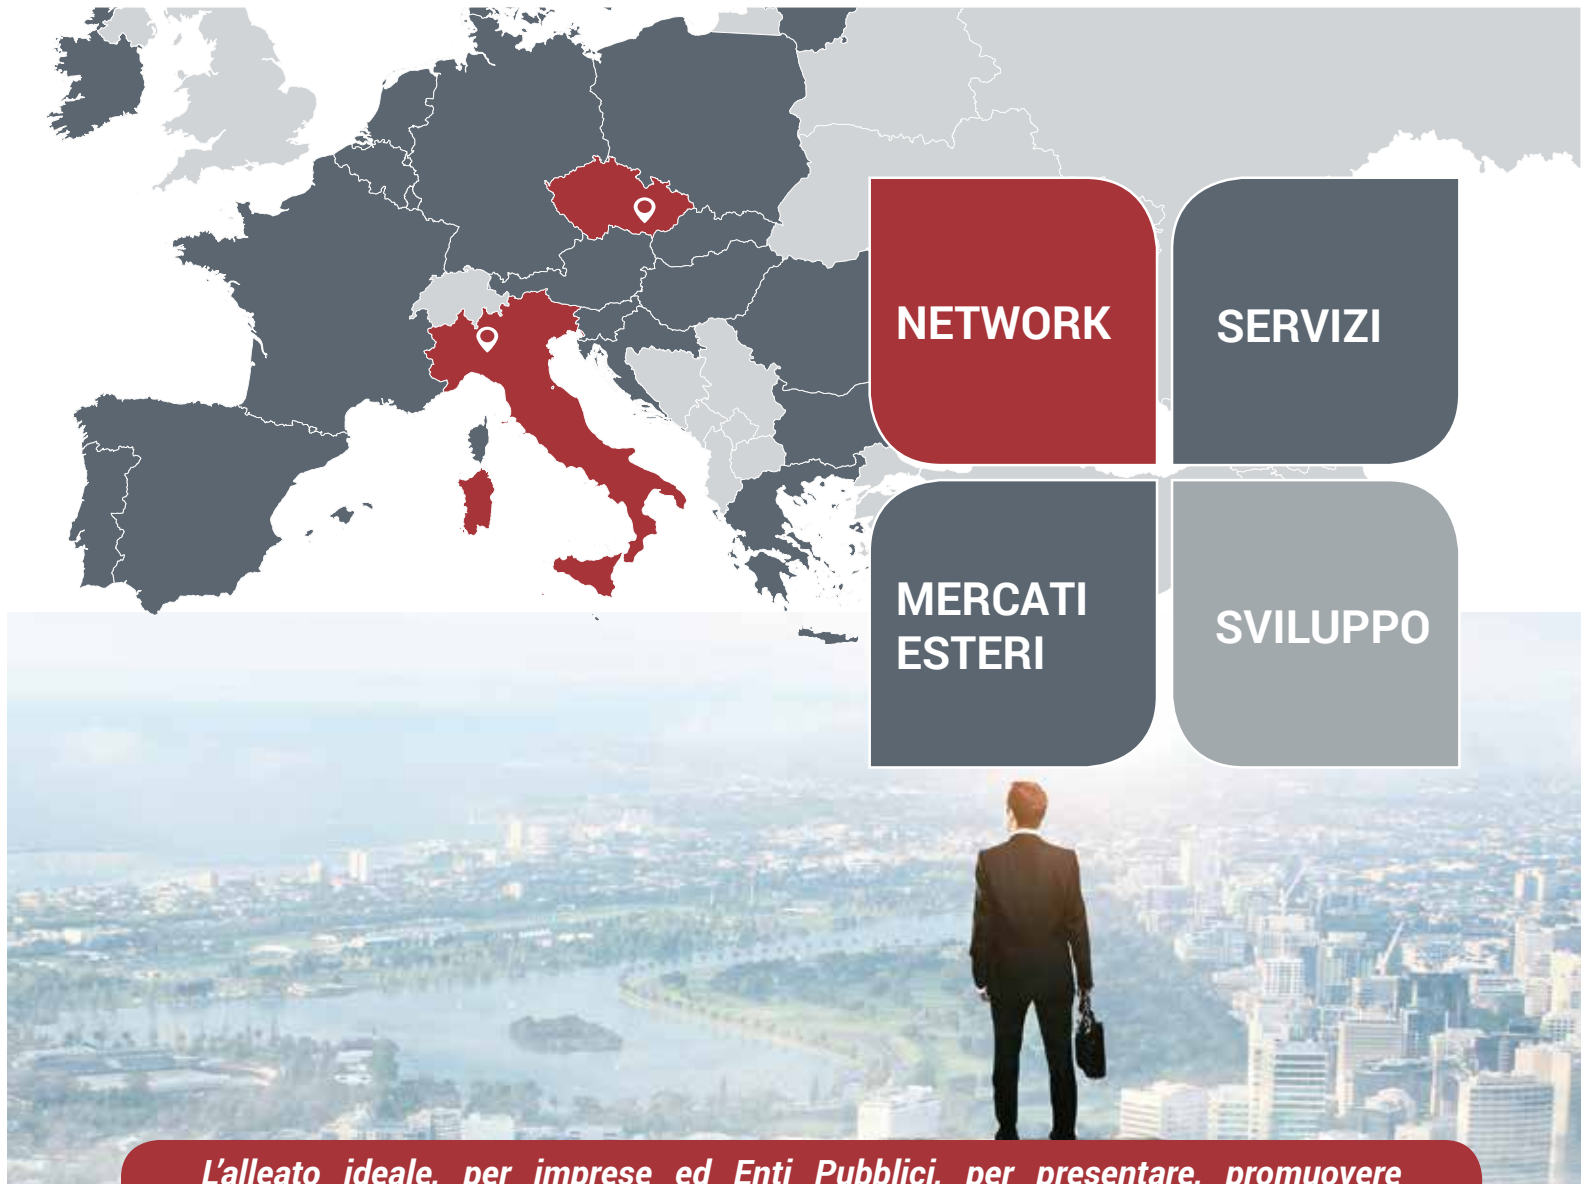 NETWORK
SERVIZI
MERCATI
ESTERI
SVILUPPO
L'alleato ideale, per imprese ed Enti Pubblici, per presentare, promuovere